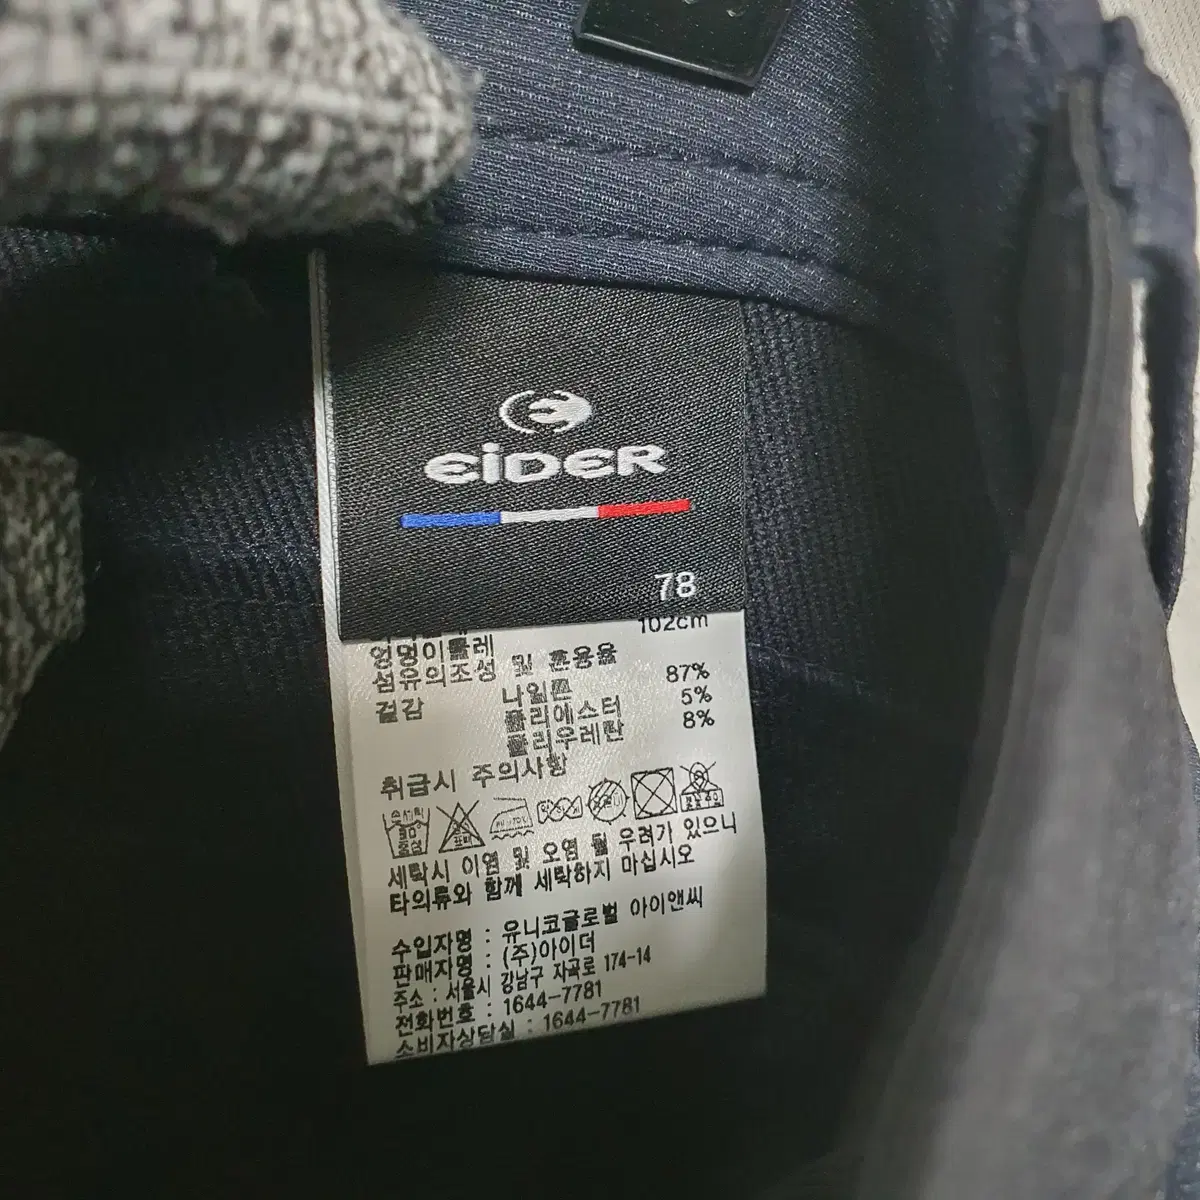 EiDER
78
102cm
엉덩이둘레
섬유의조성 및 혼용율
겉감 나일론 87%
폴리에스터 5%
폴리우레탄 8%
취급시 주의사항
세탁시 이염 및 오염 될 우려가 있으니
타의류와 함께 세탁하지 마십시오
수입자명 : 유니코글로벌 아이앤씨
판매자명 : (주)아이더
주소 : 서울시 강남구 자곡로 174-14
전화번호 : 1644-7781
소비자상담실 : 1644-7781